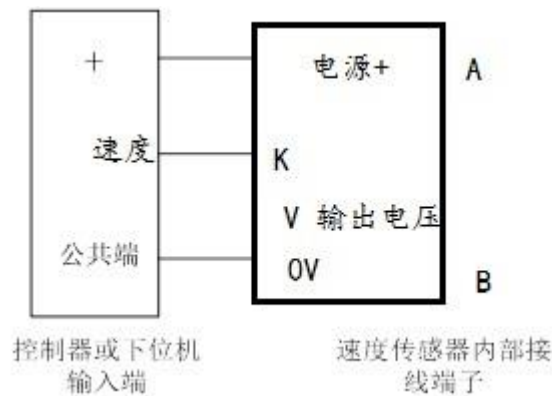 + 电源+ A
速度 K
V 输出电压
公共端 0V B
控制器或下位机
输入端
速度传感器内部接
线端子